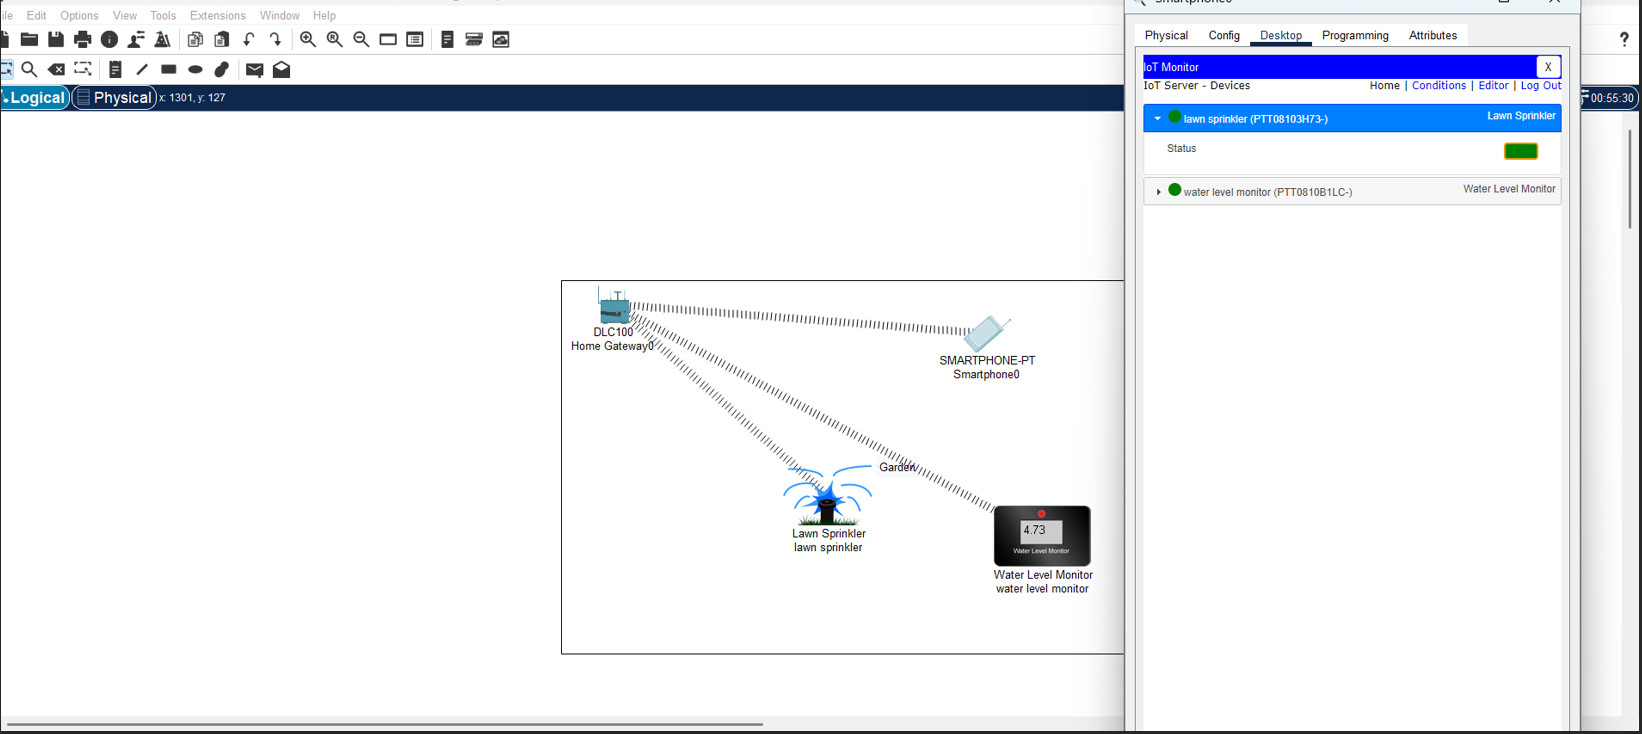 ile Edit Options View Tools Extensions Window Help
Logical Physical x: 1301, y: 127
00:55:30
?
Physical Config Desktop Programming Attributes
IoT Monitor X
IoT Server - Devices Home | Conditions | Editor | Log Out
lawn sprinkler (PTT08103H73-) Lawn Sprinkler
Status
water level monitor (PTT0810B1LC-) Water Level Monitor
DLC100
Home Gateway0
SMARTPHONE-PT
Smartphone0
Garden
Lawn Sprinkler
lawn sprinkler
4.73
Water Level Monitor
Water Level Monitor
water level monitor